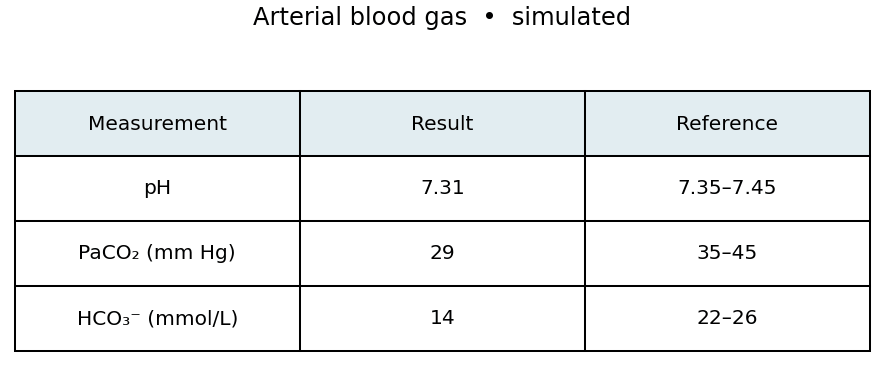 Arterial blood gas • simulated
Measurement Result Reference
pH 7.31 7.35–7.45
PaCO₂ (mm Hg) 29 35–45
HCO₃⁻ (mmol/L) 14 22–26